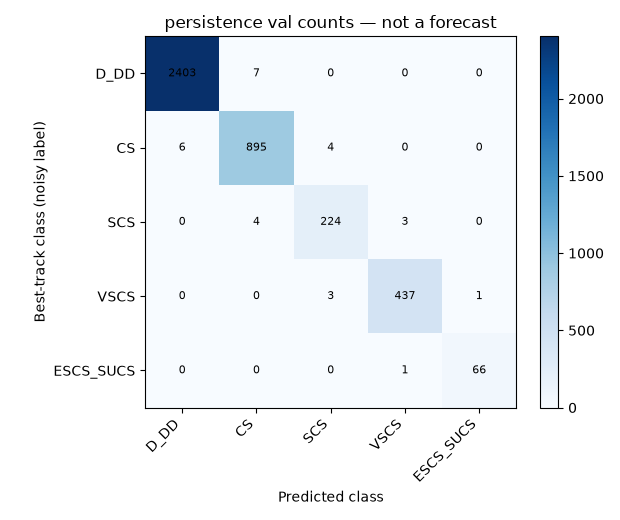 persistence val counts — not a forecast
Best-track class (noisy label)
D_DD 2403 7 0 0 0
CS 6 895 4 0 0
SCS 0 4 224 3 0
VSCS 0 0 3 437 1
ESCS_SUCS 0 0 0 1 66
D_DD CS SCS VSCS ESCS_SUCS
Predicted class
2000
1500
1000
500
0